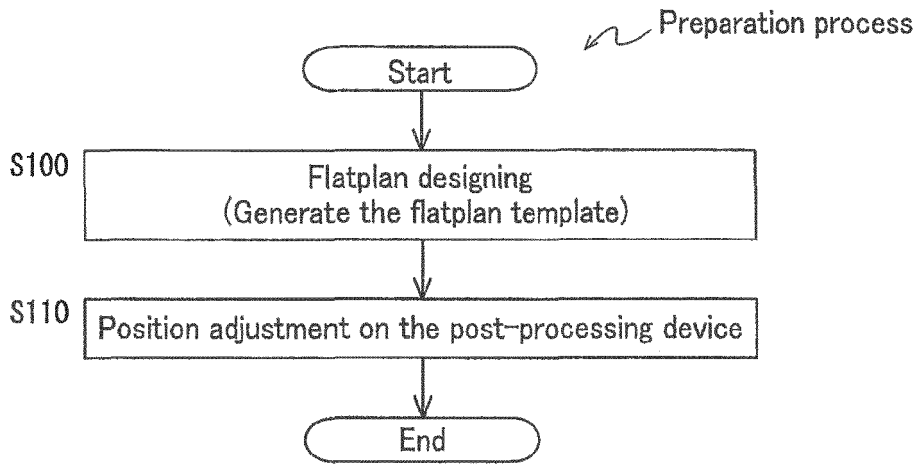 Preparation process
Start
S100
Flatplan designing
(Generate the flatplan template)
S110
Position adjustment on the post-processing device
End